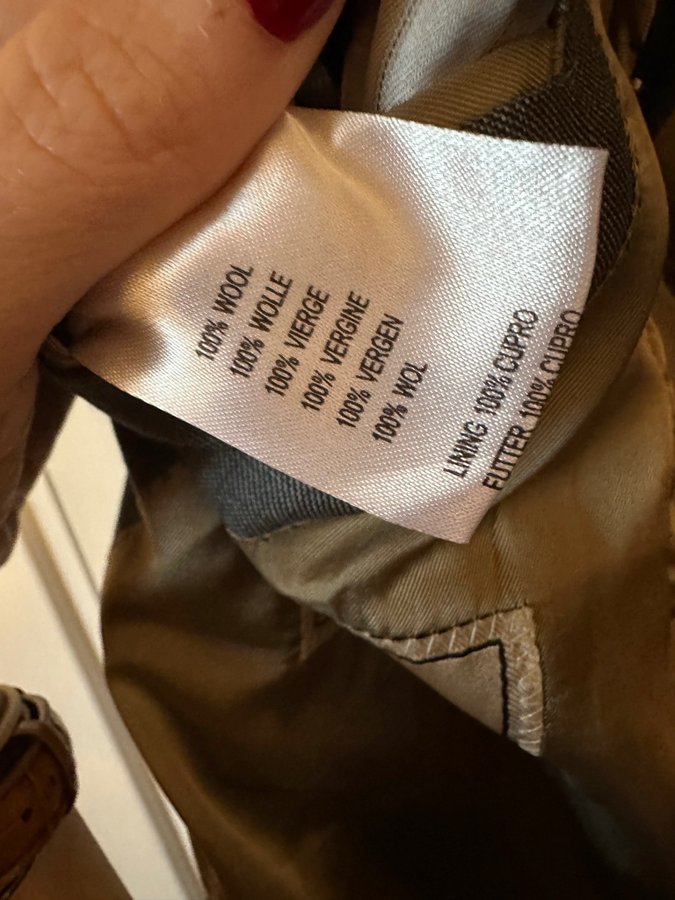 100% WOOL
100% WOLLE
100% VIERGE
100% VERGINE
100% VERGEN
100% WOL
LINING 100% CUPRO
FUTTER 100% CUPRO